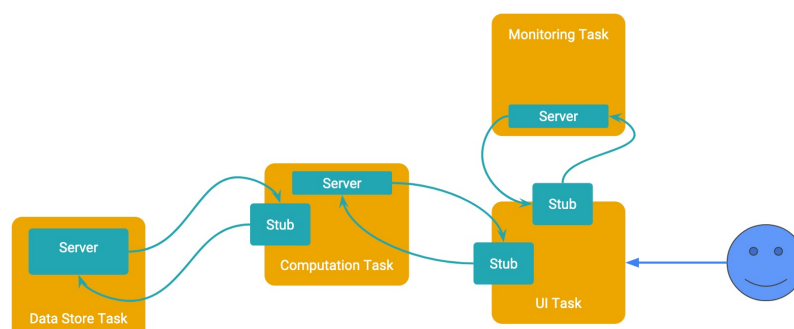 Monitoring Task
Server
Server
Stub
Stub
Server
Stub
Computation Task
UI Task
Data Store Task